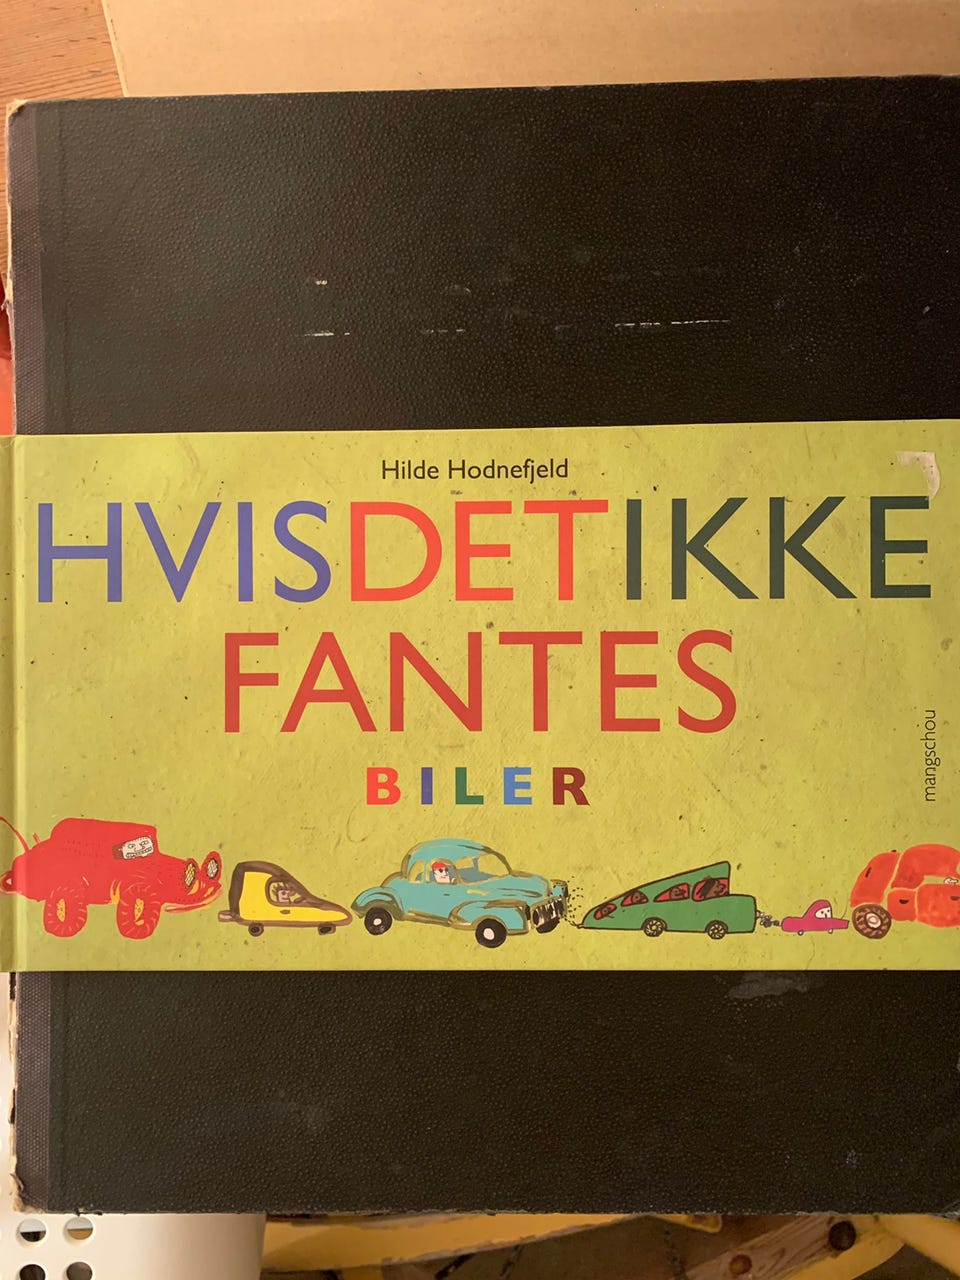 Hilde Hodnefjeld
HVISDETIKKE
FANTES
BILER
mangschou